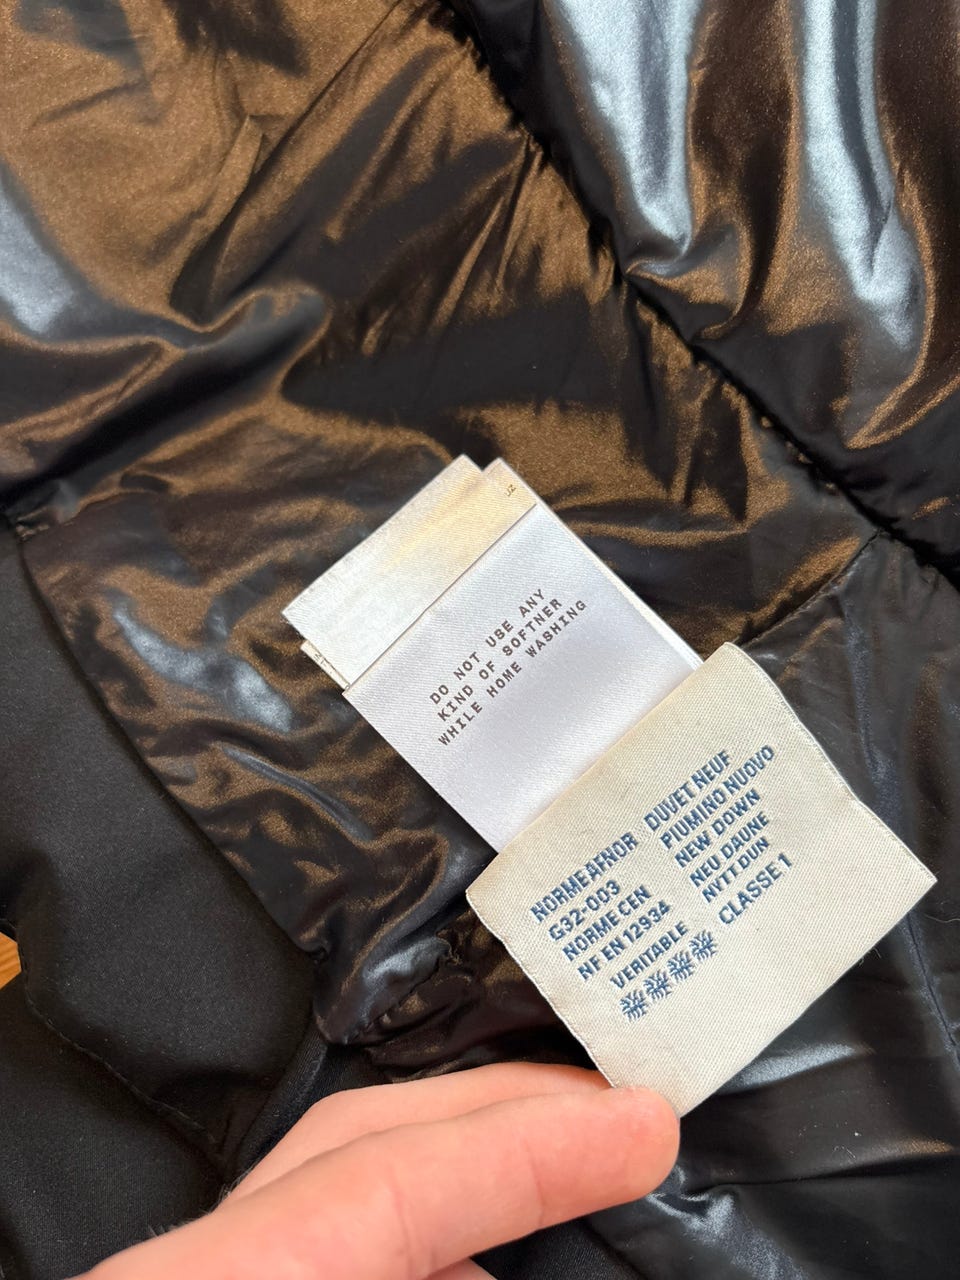 JZ
DO NOT USE ANY
KIND OF SOFTNER
WHILE HOME WASHING
NORME AFNOR
G32-003
NORME CEN
NF EN 12934
VERITABLE
DUVET NEUF
PIUMINO NUOVO
NEW DOWN
NEU DAUNE
NYTT DUN
CLASSE 1